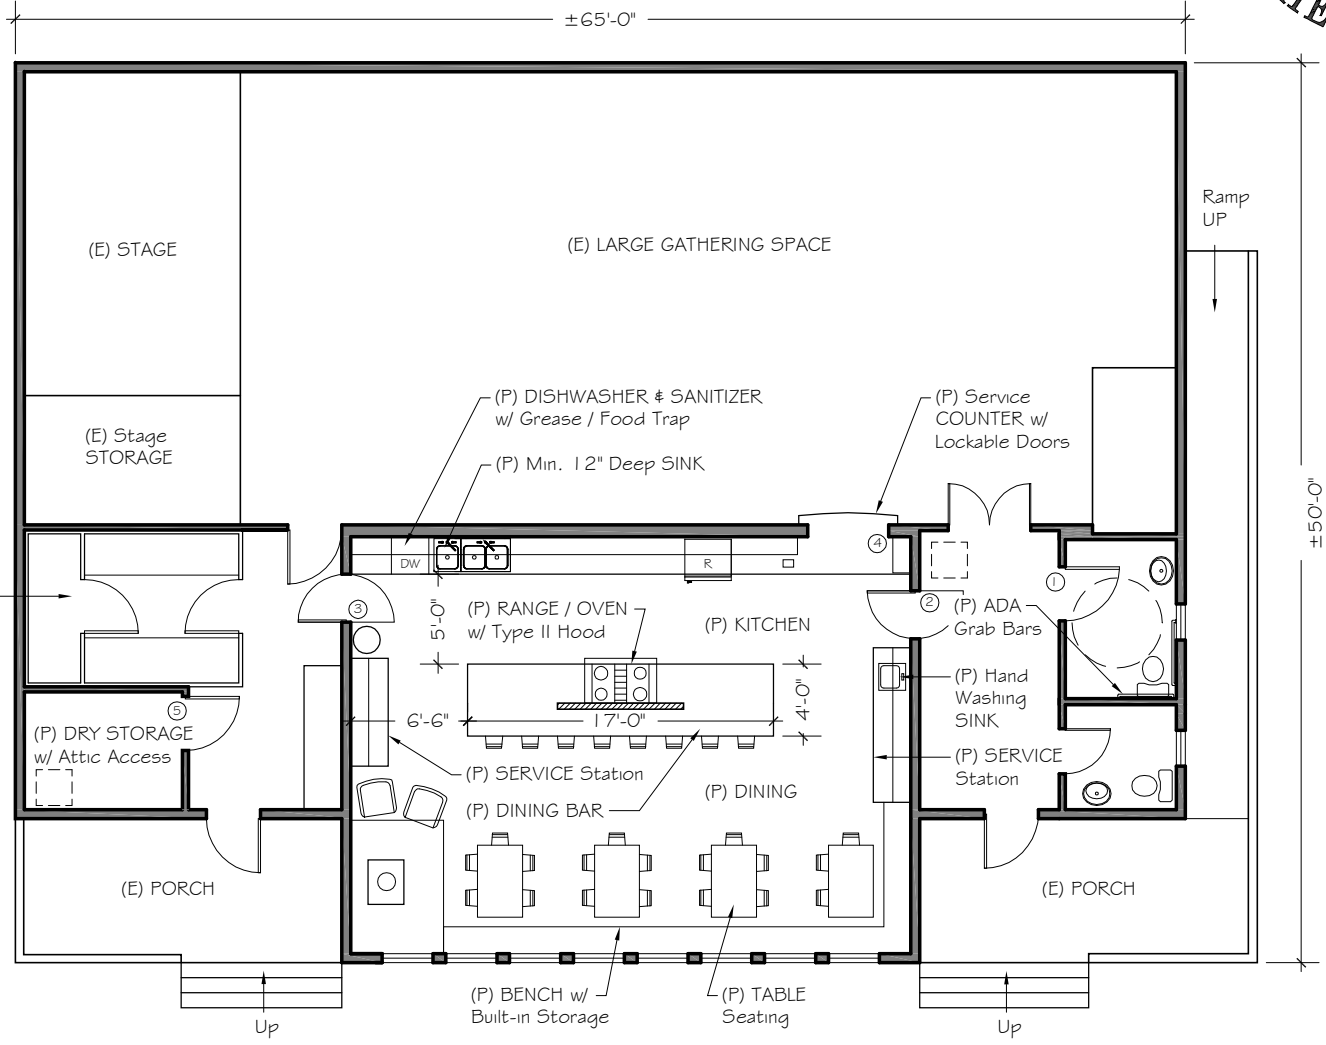 ±65'-0"
Ramp
UP
(E) STAGE
(E) LARGE GATHERING SPACE
(P) DISHWASHER & SANITIZER
w/ Grease / Food Trap
(P) Min. 12" Deep SINK
(P) Service
COUNTER w/
Lockable Doors
(E) Stage
STORAGE
±50'-0"
DW
R
4
1
2
3
5'-0"
(P) RANGE / OVEN
w/ Type II Hood
(P) KITCHEN
(P) ADA
Grab Bars
(P) Hand
Washing
SINK
5
(P) DRY STORAGE
w/ Attic Access
6'-6"
17'-0"
4'-0"
(P) SERVICE Station
(P) DINING BAR
(P) DINING
(P) SERVICE
Station
(E) PORCH
(E) PORCH
(P) BENCH w/
Built-in Storage
(P) TABLE
Seating
Up
Up